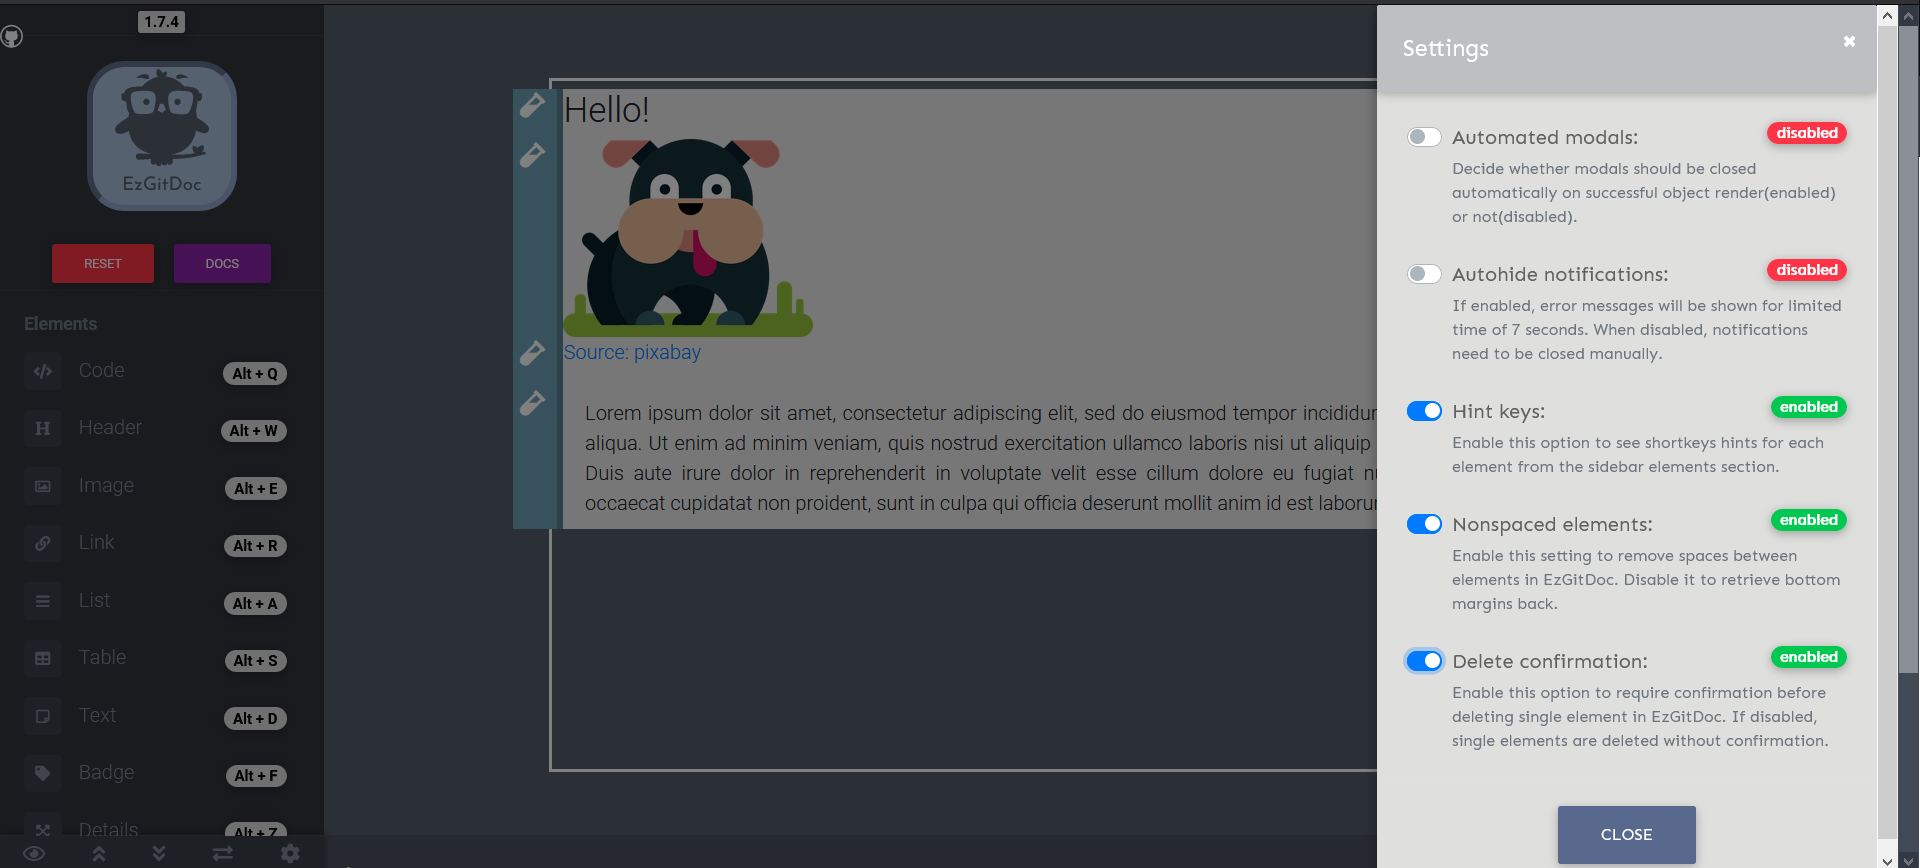 1.7.4
EzGitDoc
RESET
DOCS
Elements
Code
Alt + Q
Header
Alt + W
Image
Alt + E
Link
Alt + R
List
Alt + A
Table
Alt + S
Text
Alt + D
Badge
Alt + F
Details
Alt + Z
Hello!
Source: pixabay
Lorem ipsum dolor sit amet, consectetur adipiscing elit, sed do eiusmod tempor incididun
aliqua. Ut enim ad minim veniam, quis nostrud exercitation ullamco laboris nisi ut aliquip
Duis aute irure dolor in reprehenderit in voluptate velit esse cillum dolore eu fugiat nu
occaecat cupidatat non proident, sunt in culpa qui officia deserunt mollit anim id est laborum
Settings
Automated modals:
disabled
Decide whether modals should be closed
automatically on successful object render(enabled)
or not(disabled).
Autohide notifications:
disabled
If enabled, error messages will be shown for limited
time of 7 seconds. When disabled, notifications
need to be closed manually.
Hint keys:
enabled
Enable this option to see shortkeys hints for each
element from the sidebar elements section.
Nonspaced elements:
enabled
Enable this setting to remove spaces between
elements in EzGitDoc. Disable it to retrieve bottom
margins back.
Delete confirmation:
enabled
Enable this option to require confirmation before
deleting single element in EzGitDoc. If disabled,
single elements are deleted without confirmation.
CLOSE